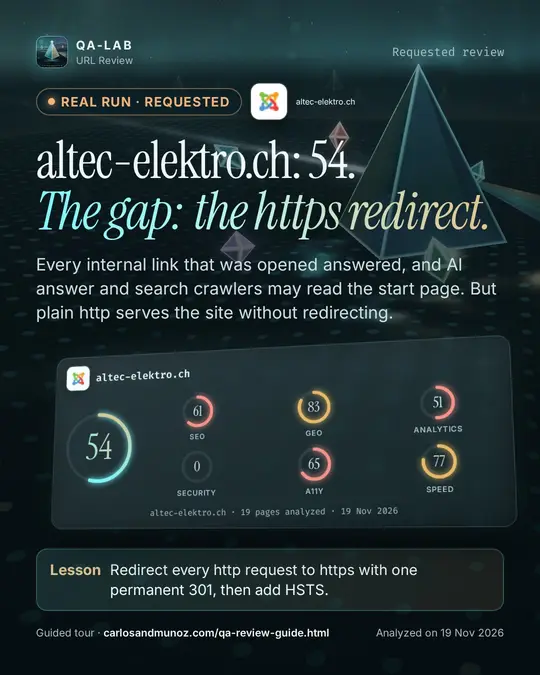 QA-LAB
URL Review
Requested review
REAL RUN · REQUESTED
altec-elektro.ch
altec-elektro.ch: 54.
The gap: the https redirect.
Every internal link that was opened answered, and AI
answer and search crawlers may read the start page. But
plain http serves the site without redirecting.
altec-elektro.ch
54
61
SEO
83
GEO
51
ANALYTICS
0
SECURITY
65
A11Y
77
SPEED
altec-elektro.ch · 19 pages analyzed · 19 Nov 2026
Lesson
Redirect every http request to https with one
permanent 301, then add HSTS.
Guided tour · carlosandmunoz.com/qa-review-guide.html
Analyzed on 19 Nov 2026